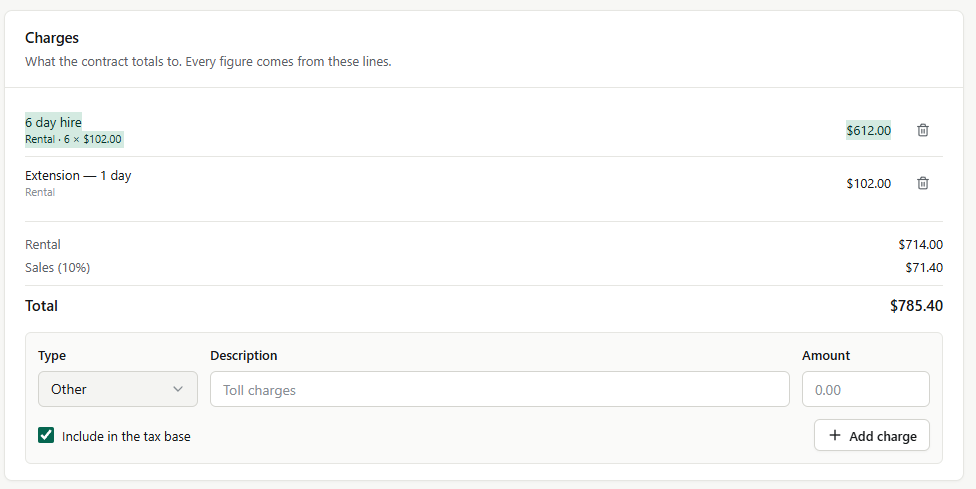 Charges
What the contract totals to. Every figure comes from these lines.
6 day hire
Rental · 6 × $102.00
$612.00
Extension — 1 day
Rental
$102.00
Rental $714.00
Sales (10%) $71.40
Total $785.40
Type Description Amount
Other Toll charges 0.00
Include in the tax base + Add charge